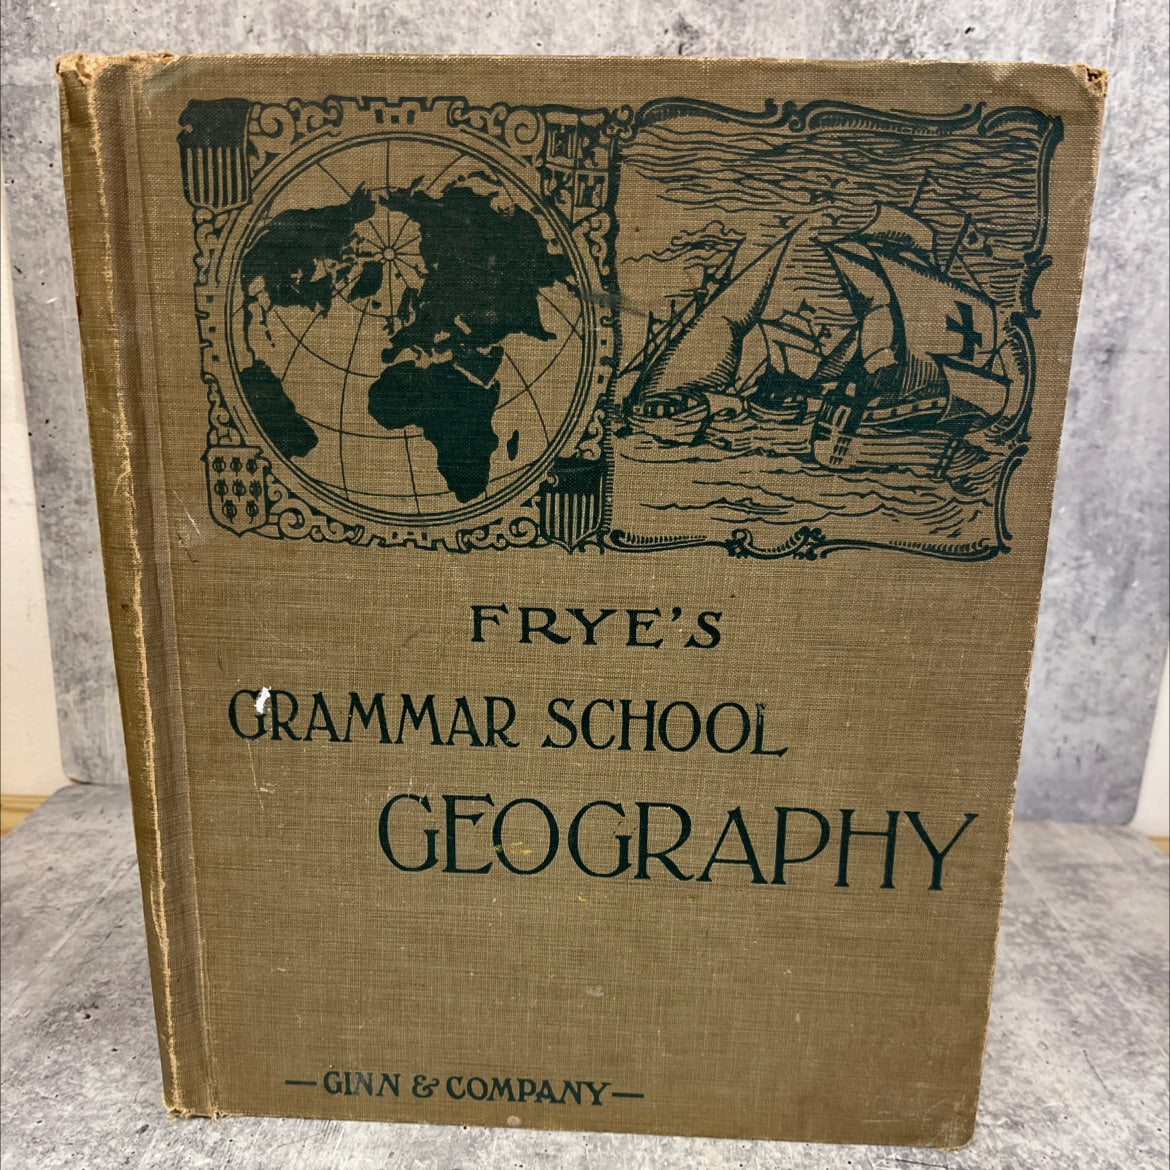 FRYE'S
GRAMMAR SCHOOL
GEOGRAPHY
—GINN & COMPANY—